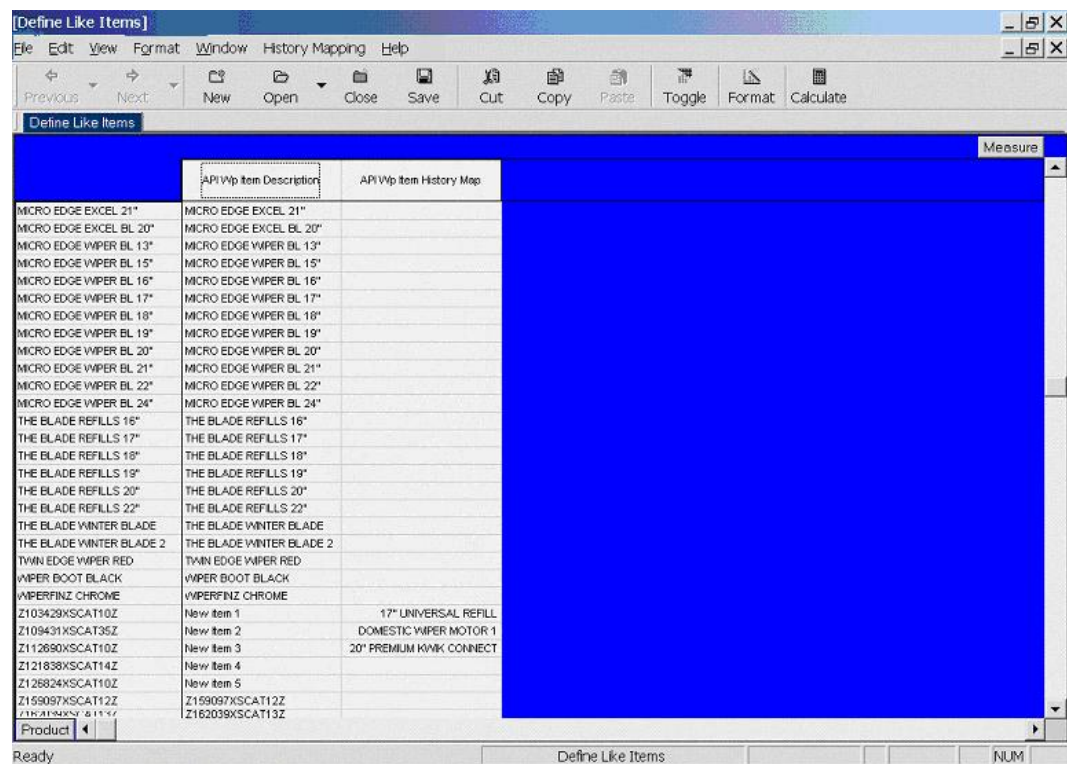 [Define Like Items]
File Edit View Format Window History Mapping Help
Previous Next New Open Close Save Cut Copy Paste Toggle Format Calculate
Define Like Items
Measure
API Wp Item Description API Wp Item History Map
MICRO EDGE EXCEL 21" MICRO EDGE EXCEL 21"
MICRO EDGE EXCEL BL 20" MICRO EDGE EXCEL BL 20"
MICRO EDGE WIPER BL 13" MICRO EDGE WIPER BL 13"
MICRO EDGE WIPER BL 15" MICRO EDGE WIPER BL 15"
MICRO EDGE WIPER BL 16" MICRO EDGE WIPER BL 16"
MICRO EDGE WIPER BL 17" MICRO EDGE WIPER BL 17"
MICRO EDGE WIPER BL 18" MICRO EDGE WIPER BL 18"
MICRO EDGE WIPER BL 19" MICRO EDGE WIPER BL 19"
MICRO EDGE WIPER BL 20" MICRO EDGE WIPER BL 20"
MICRO EDGE WIPER BL 21" MICRO EDGE WIPER BL 21"
MICRO EDGE WIPER BL 22" MICRO EDGE WIPER BL 22"
MICRO EDGE WIPER BL 24" MICRO EDGE WIPER BL 24"
THE BLADE REFILLS 16" THE BLADE REFILLS 16"
THE BLADE REFILLS 17" THE BLADE REFILLS 17"
THE BLADE REFILLS 18" THE BLADE REFILLS 18"
THE BLADE REFILLS 19" THE BLADE REFILLS 19"
THE BLADE REFILLS 20" THE BLADE REFILLS 20"
THE BLADE REFILLS 22" THE BLADE REFILLS 22"
THE BLADE WINTER BLADE THE BLADE WINTER BLADE
THE BLADE WINTER BLADE 2 THE BLADE WINTER BLADE 2
TWIN EDGE WIPER RED TWIN EDGE WIPER RED
WIPER BOOT BLACK WIPER BOOT BLACK
WIPERFINZ CHROME WIPERFINZ CHROME
Z103429XSCAT10Z New item 1 17" UNIVERSAL REFILL
Z109431XSCAT35Z New item 2 DOMESTIC WIPER MOTOR 1
Z112690XSCAT10Z New item 3 20" PREMIUM KWIK CONNECT
Z121838XSCAT14Z New item 4
Z126824XSCAT10Z New item 5
Z159097XSCAT12Z Z159097XSCAT12Z
Z162039XSCAT13Z Z162039XSCAT13Z
Product
Ready Define Like Items NUM